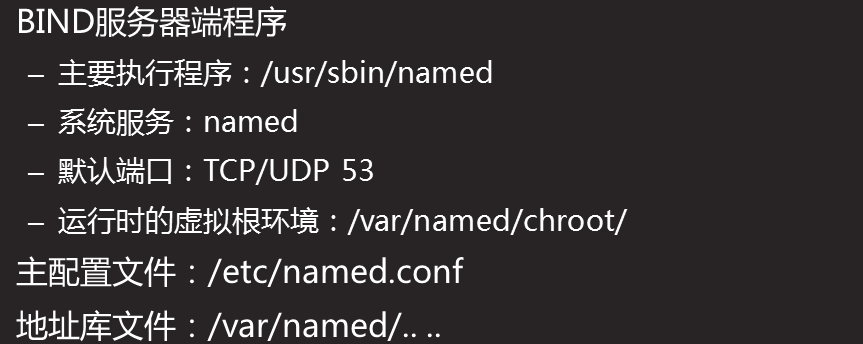 BIND服务器端程序
– 主要执行程序：/usr/sbin/named
– 系统服务：named
– 默认端口：TCP/UDP 53
– 运行时的虚拟根环境：/var/named/chroot/
主配置文件：/etc/named.conf
地址库文件：/var/named/.. ..